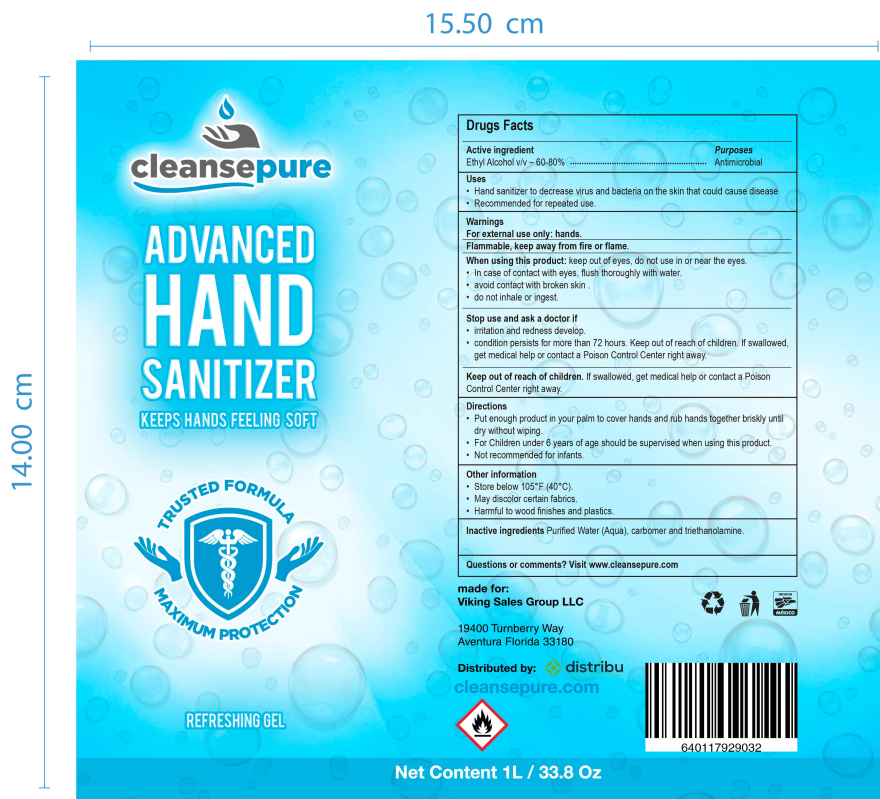 15.50 cm
14.00 cm
cleansepure
ADVANCED
HAND
SANITIZER
KEEPS HANDS FEELING SOFT
TRUSTED FORMULA
MAXIMUM PROTECTION
REFRESHING GEL
Drugs Facts
Active ingredient Purposes
Ethyl Alcohol v/v – 60-80% ............................................................ Antimicrobial
Uses
• Hand sanitizer to decrease virus and bacteria on the skin that could cause disease
• Recommended for repeated use.
Warnings
For external use only: hands.
Flammable, keep away from fire or flame.
When using this product: keep out of eyes, do not use in or near the eyes.
• In case of contact with eyes, flush thoroughly with water.
• avoid contact with broken skin .
• do not inhale or ingest.
Stop use and ask a doctor if
• irritation and redness develop.
• condition persists for more than 72 hours. Keep out of reach of children. If swallowed,
get medical help or contact a Poison Control Center right away.
Keep out of reach of children. If swallowed, get medical help or contact a Poison
Control Center right away.
Directions
• Put enough product in your palm to cover hands and rub hands together briskly until
dry without wiping.
• For Children under 6 years of age should be supervised when using this product.
• Not recommended for infants.
Other information
• Store below 105°F (40°C).
• May discolor certain fabrics.
• Harmful to wood finishes and plastics.
Inactive ingredients Purified Water (Aqua), carbomer and triethanolamine.
Questions or comments? Visit www.cleansepure.com
made for:
Viking Sales Group LLC
19400 Turnberry Way
Aventura Florida 33180
HECHO EN
MÉXICO
Distributed by: distribu
cleansepure.com
640117929032
Net Content 1L / 33.8 Oz